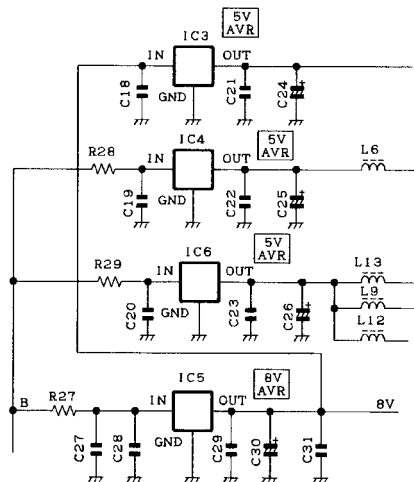 IC3
5V
AVR
IN
OUT
C18
GND
C21
C24
IC4
5V
AVR
R28
IN
OUT
L6
C19
GND
C22
C25
IC6
5V
AVR
R29
IN
OUT
L13
C20
GND
C23
C26
L9
L12
IC5
8V
AVR
B
R27
IN
OUT
8V
C27
C28
GND
C29
C30
C31